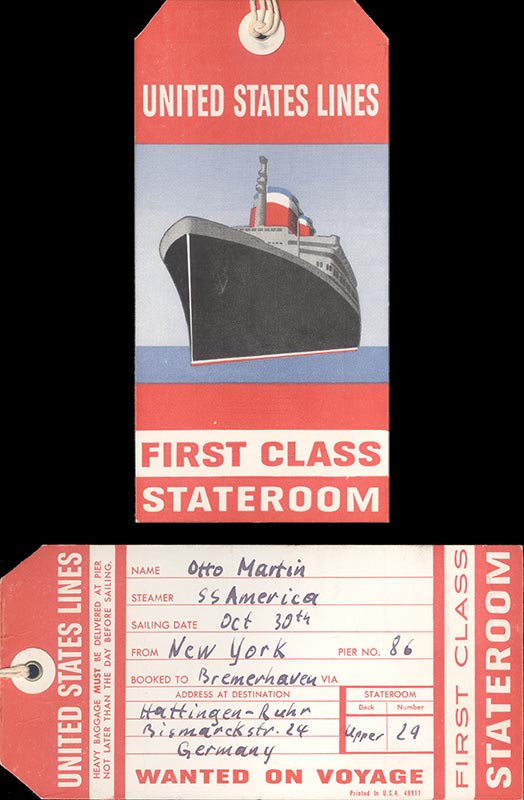 UNITED STATES LINES
FIRST CLASS
STATEROOM
UNITED STATES LINES
HEAVY BAGGAGE MUST BE DELIVERED AT PIER
NOT LATER THAN THE DAY BEFORE SAILING.
NAME Otto Martin
STEAMER SS America
SAILING DATE Oct 30th
FROM New York PIER NO. 86
BOOKED TO Bremerhaven VIA
ADDRESS AT DESTINATION
Hattingen-Ruhr
Bismarckstr. 24
Germany
STATEROOM
Deck Number
Upper 29
WANTED ON VOYAGE
Printed In U.S.A. 48911
FIRST CLASS
STATEROOM